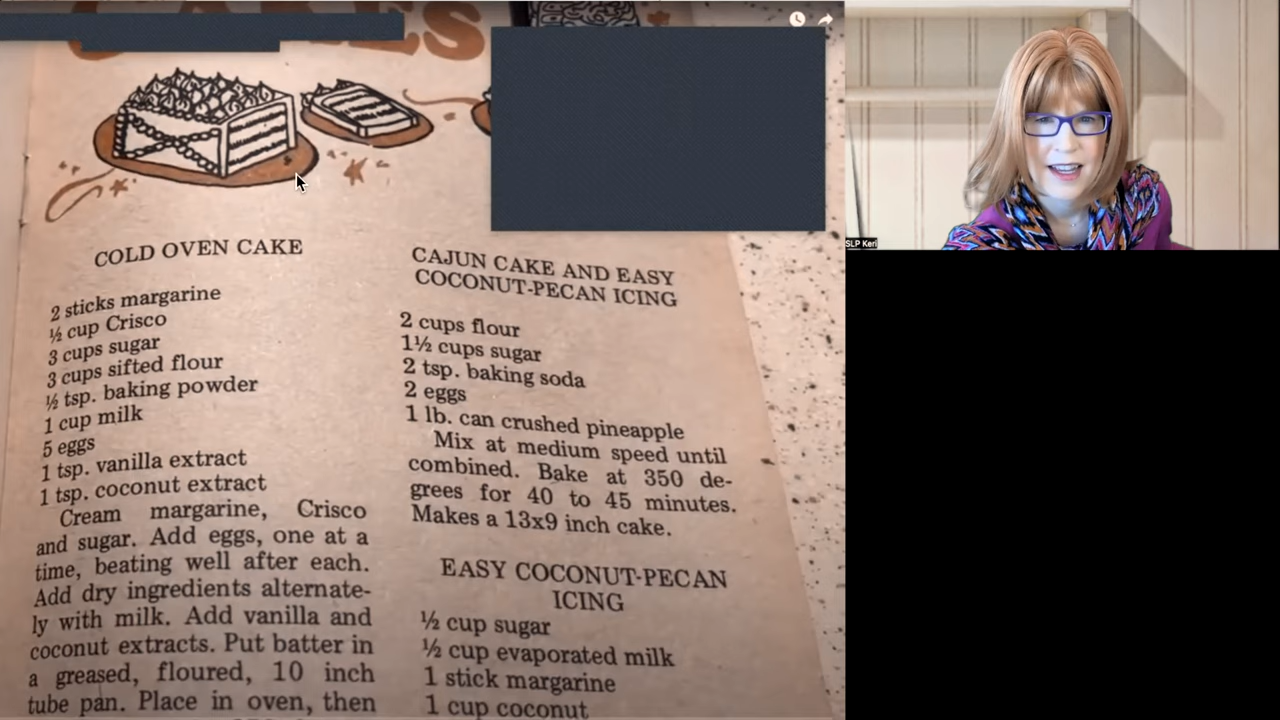 COLD OVEN CAKE
2 sticks margarine
½ cup Crisco
3 cups sugar
3 cups sifted flour
½ tsp. baking powder
1 cup milk
5 eggs
1 tsp. vanilla extract
1 tsp. coconut extract
Cream margarine, Crisco
and sugar. Add eggs, one at a
time, beating well after each.
Add dry ingredients alternate-
ly with milk. Add vanilla and
coconut extracts. Put batter in
a greased, floured, 10 inch
tube pan. Place in oven, then
CAJUN CAKE AND EASY
COCONUT-PECAN ICING
2 cups flour
1½ cups sugar
2 tsp. baking soda
2 eggs
1 lb. can crushed pineapple
Mix at medium speed until
combined. Bake at 350 de-
grees for 40 to 45 minutes.
Makes a 13x9 inch cake.
EASY COCONUT-PECAN
ICING
½ cup sugar
½ cup evaporated milk
1 stick margarine
1 cup coconut
SLP Keri